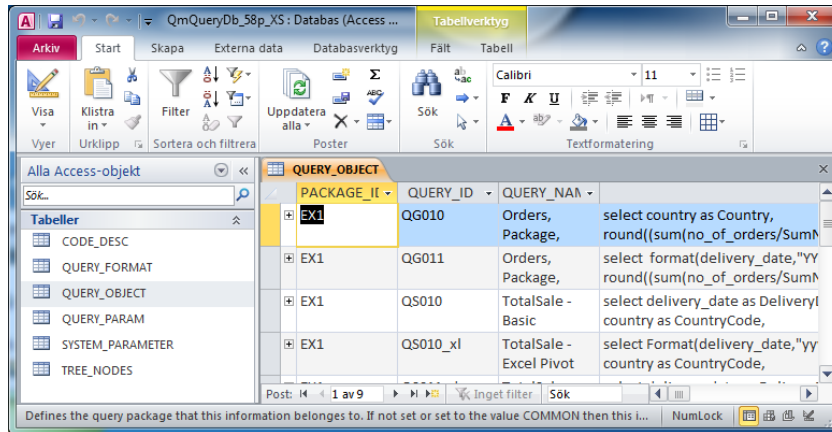 QmQueryDb_58p_XS : Databas (Access ...
Tabellverktyg
Arkiv Start Skapa Externa data Databasverktyg Fält Tabell
Visa
Klistra in
Filter
Uppdatera alla
Sök
Calibri 11
F K U
Vyer Urklipp Sortera och filtrera Poster Sök Textformatering
Alla Access-objekt
Sök...
Tabeller
CODE_DESC
QUERY_FORMAT
QUERY_OBJECT
QUERY_PARAM
SYSTEM_PARAMETER
TREE_NODES
QUERY_OBJECT
PACKAGE_II QUERY_ID QUERY_NAM
EX1 QG010 Orders, select country as Country,
Package, round((sum(no_of_orders/SumN
EX1 QG011 Orders, select format(delivery_date,"YY
Package, round((sum(no_of_orders/SumN
EX1 QS010 TotalSale - select delivery_date as Delivery
Basic country as CountryCode,
EX1 QS010_xl TotalSale - select Format(delivery_date,"yy
Excel Pivot country as CountryCode,
Post: 1 av 9 Inget filter Sök
Defines the query package that this information belongs to. If not set or set to the value COMMON then this i... NumLock